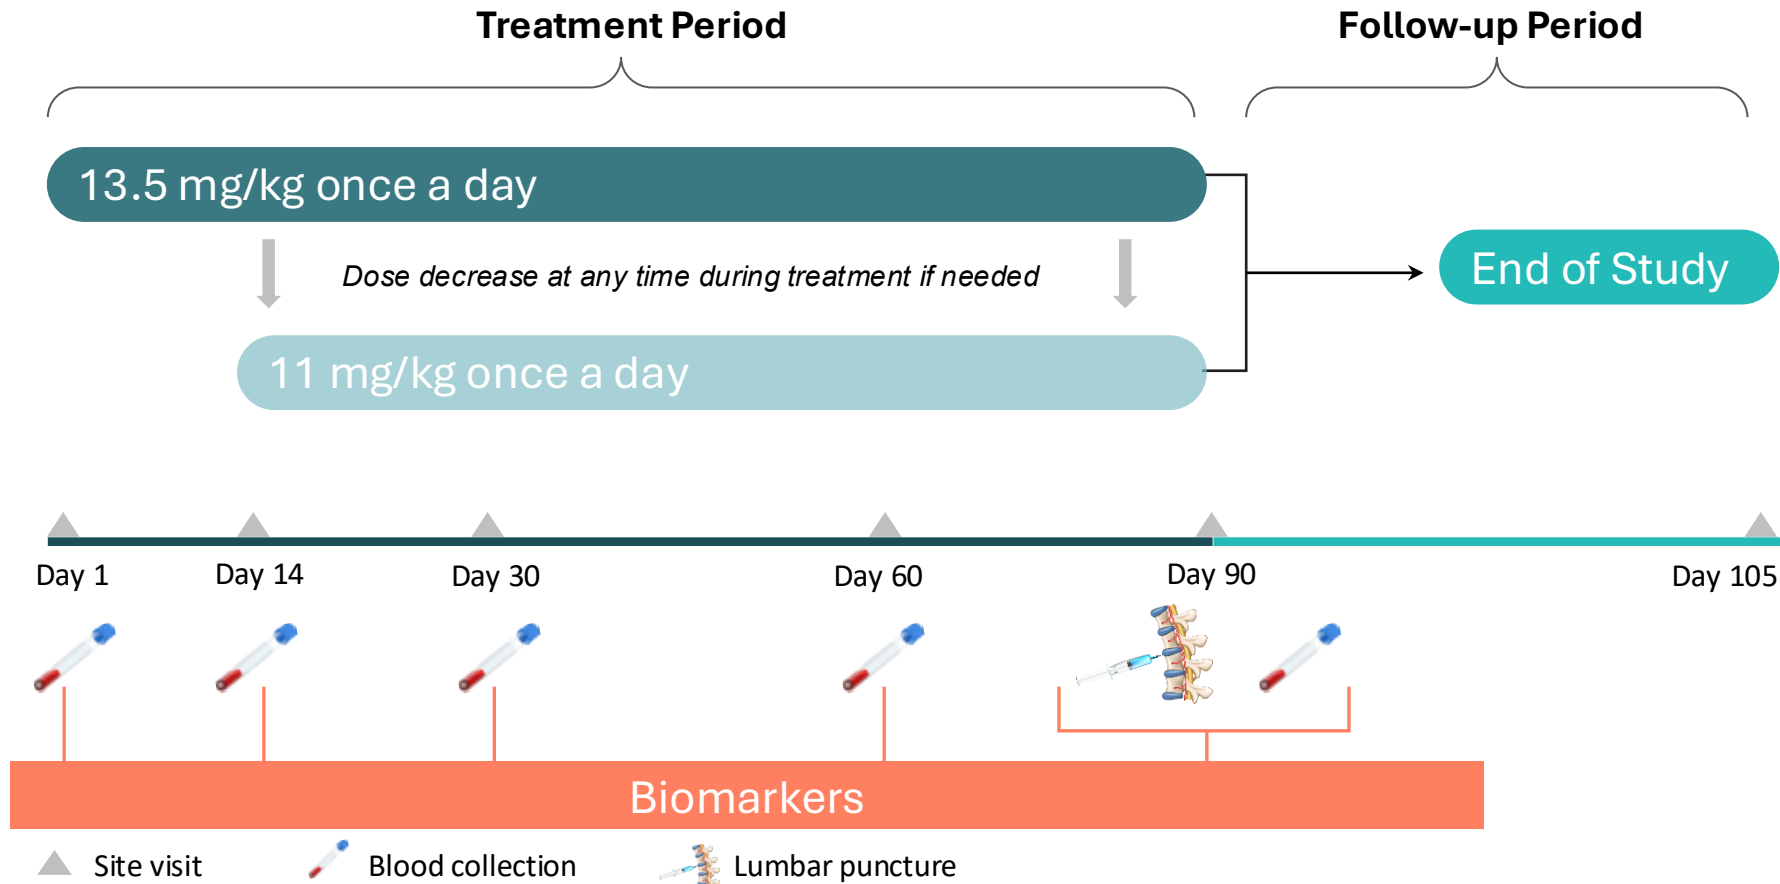 Treatment Period
Follow-up Period
13.5 mg/kg once a day
Dose decrease at any time during treatment if needed
End of Study
11 mg/kg once a day
Day 1
Day 14
Day 30
Day 60
Day 90
Day 105
Biomarkers
Site visit
Blood collection
Lumbar puncture